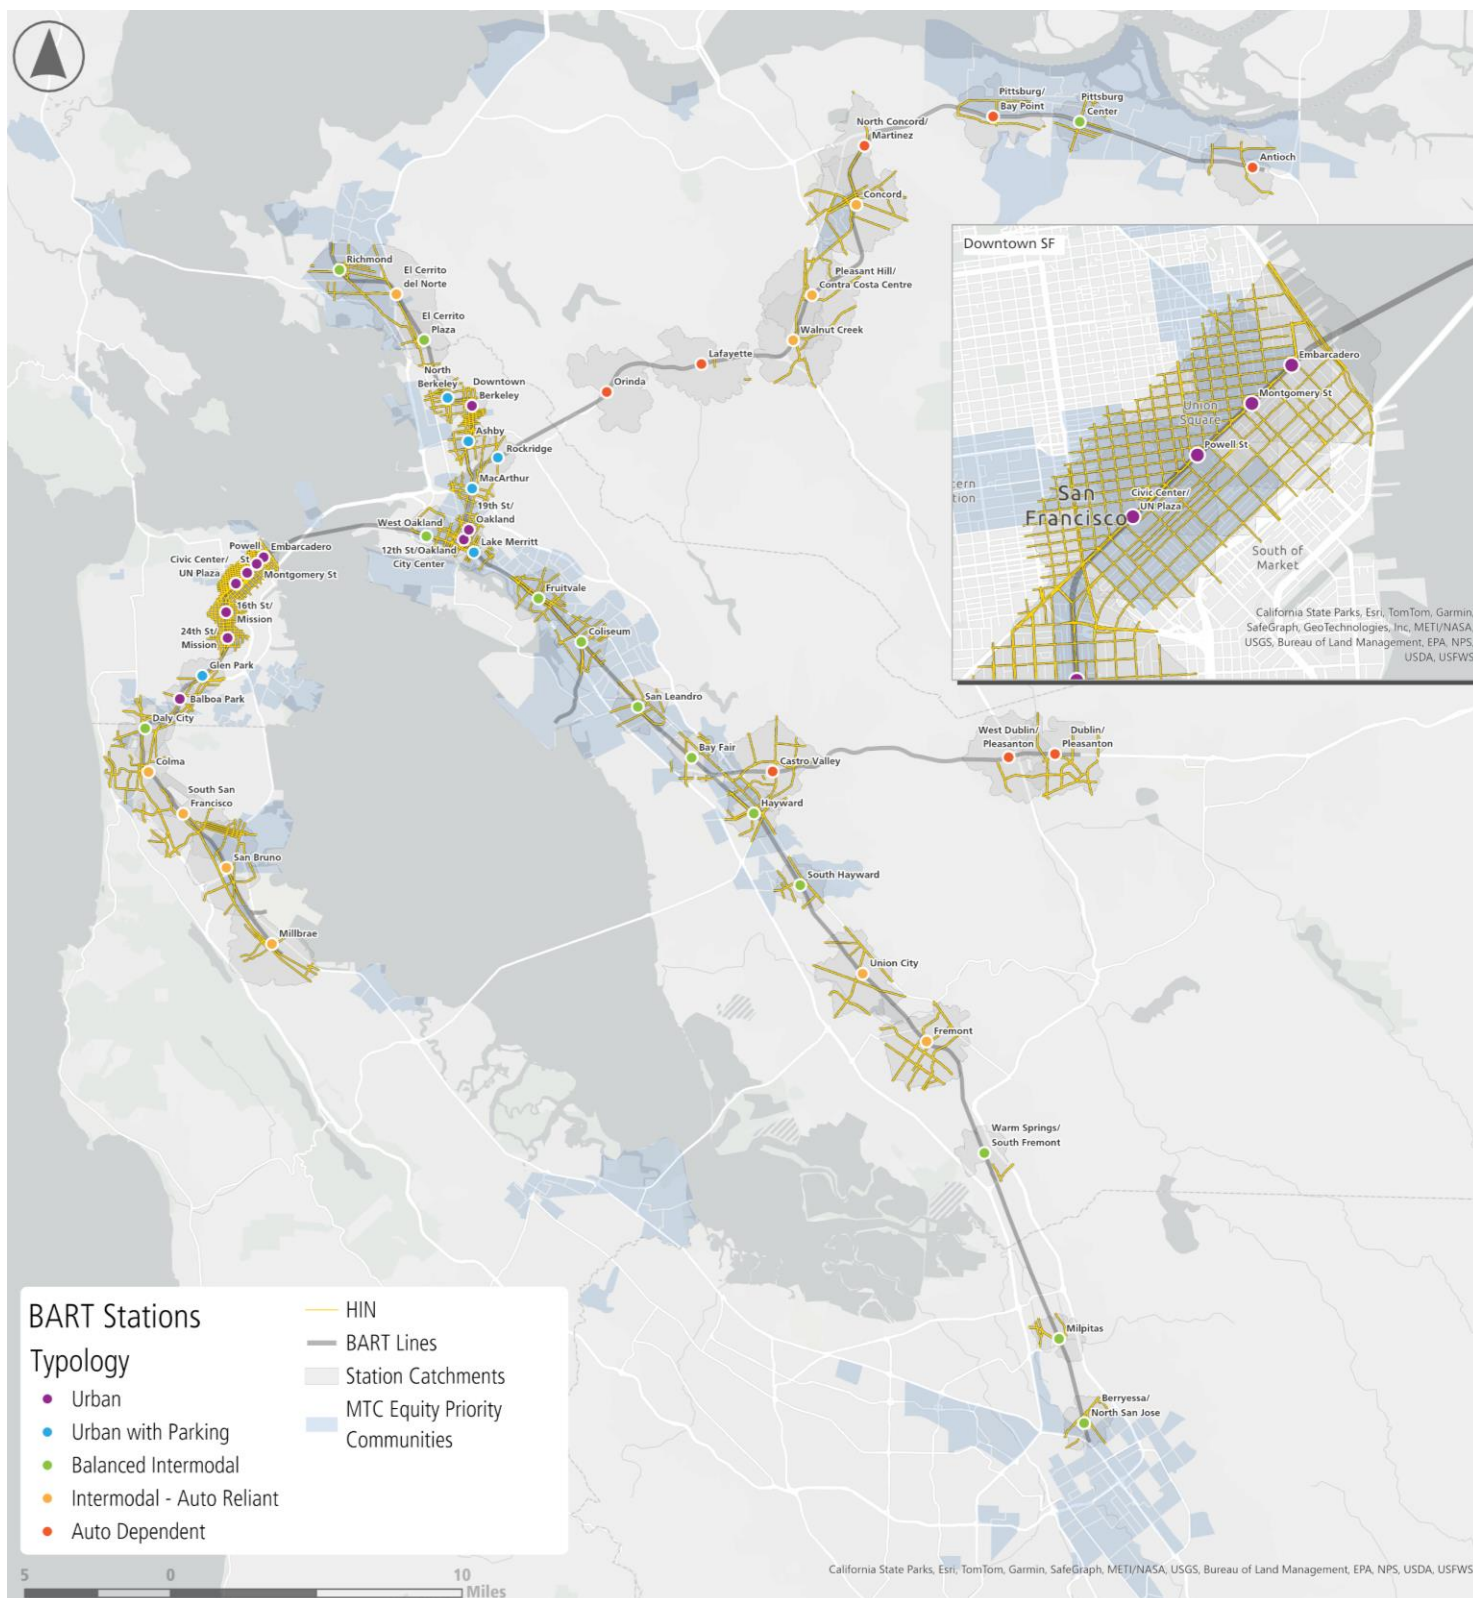 Pittsburg/
Bay Point
Pittsburg
Center
North Concord/
Martinez
Antioch
Concord
Downtown SF
Richmond
El Cerrito
del Norte
Pleasant Hill/
Contra Costa Centre
El Cerrito
Plaza
Walnut Creek
Lafayette
Orinda
North
Berkeley
Downtown
Berkeley
Ashby
Rockridge
MacArthur
19th St/
Oakland
West Oakland
Lake Merritt
12th St/Oakland
City Center
Embarcadero
Montgomery St
Union
Square
Powell St
Civic Center/
UN Plaza
San
Francisco
South of
Market
tern
tion
California State Parks, Esri, TomTom, Garmin,
SafeGraph, GeoTechnologies, Inc, METI/NASA,
USGS, Bureau of Land Management, EPA, NPS,
USDA, USFWS
Powell
St
Embarcadero
Civic Center/
UN Plaza
Montgomery St
16th St/
Mission
24th St/
Mission
Glen Park
Balboa Park
Daly City
Colma
South San
Francisco
San Bruno
Millbrae
Fruitvale
Coliseum
San Leandro
Bay Fair
Castro Valley
West Dublin/
Pleasanton
Dublin/
Pleasanton
Hayward
South Hayward
Union City
Fremont
Warm Springs/
South Fremont
Milpitas
Berryessa/
North San Jose
BART Stations
Typology
Urban
Urban with Parking
Balanced Intermodal
Intermodal - Auto Reliant
Auto Dependent
HIN
BART Lines
Station Catchments
MTC Equity Priority
Communities
5 0 10
Miles
California State Parks, Esri, TomTom, Garmin, SafeGraph, METI/NASA, USGS, Bureau of Land Management, EPA, NPS, USDA, USFWS